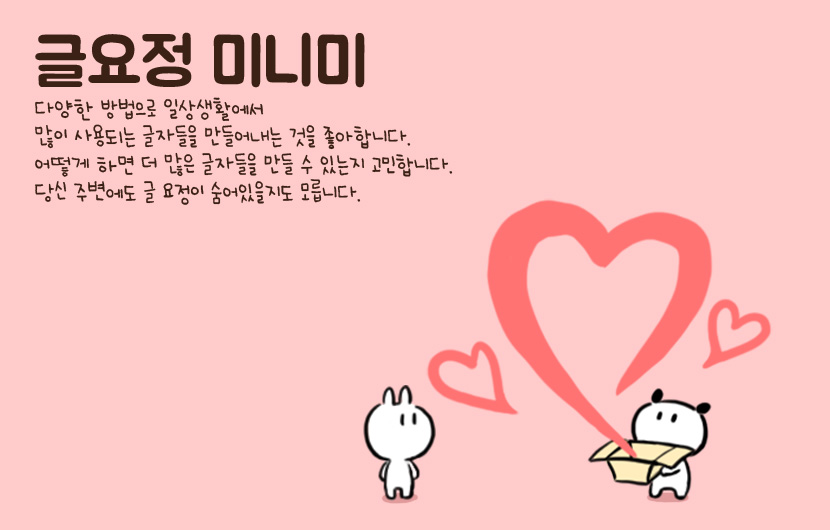 글요정 미니미
다양한 방법으로 일상생활에서
많이 사용되는 글자들을 만들어내는 것을 좋아합니다.
어떻게 하면 더 많은 글자들을 만들 수 있는지 고민합니다.
당신 주변에도 글 요정이 숨어있을지도 모릅니다.